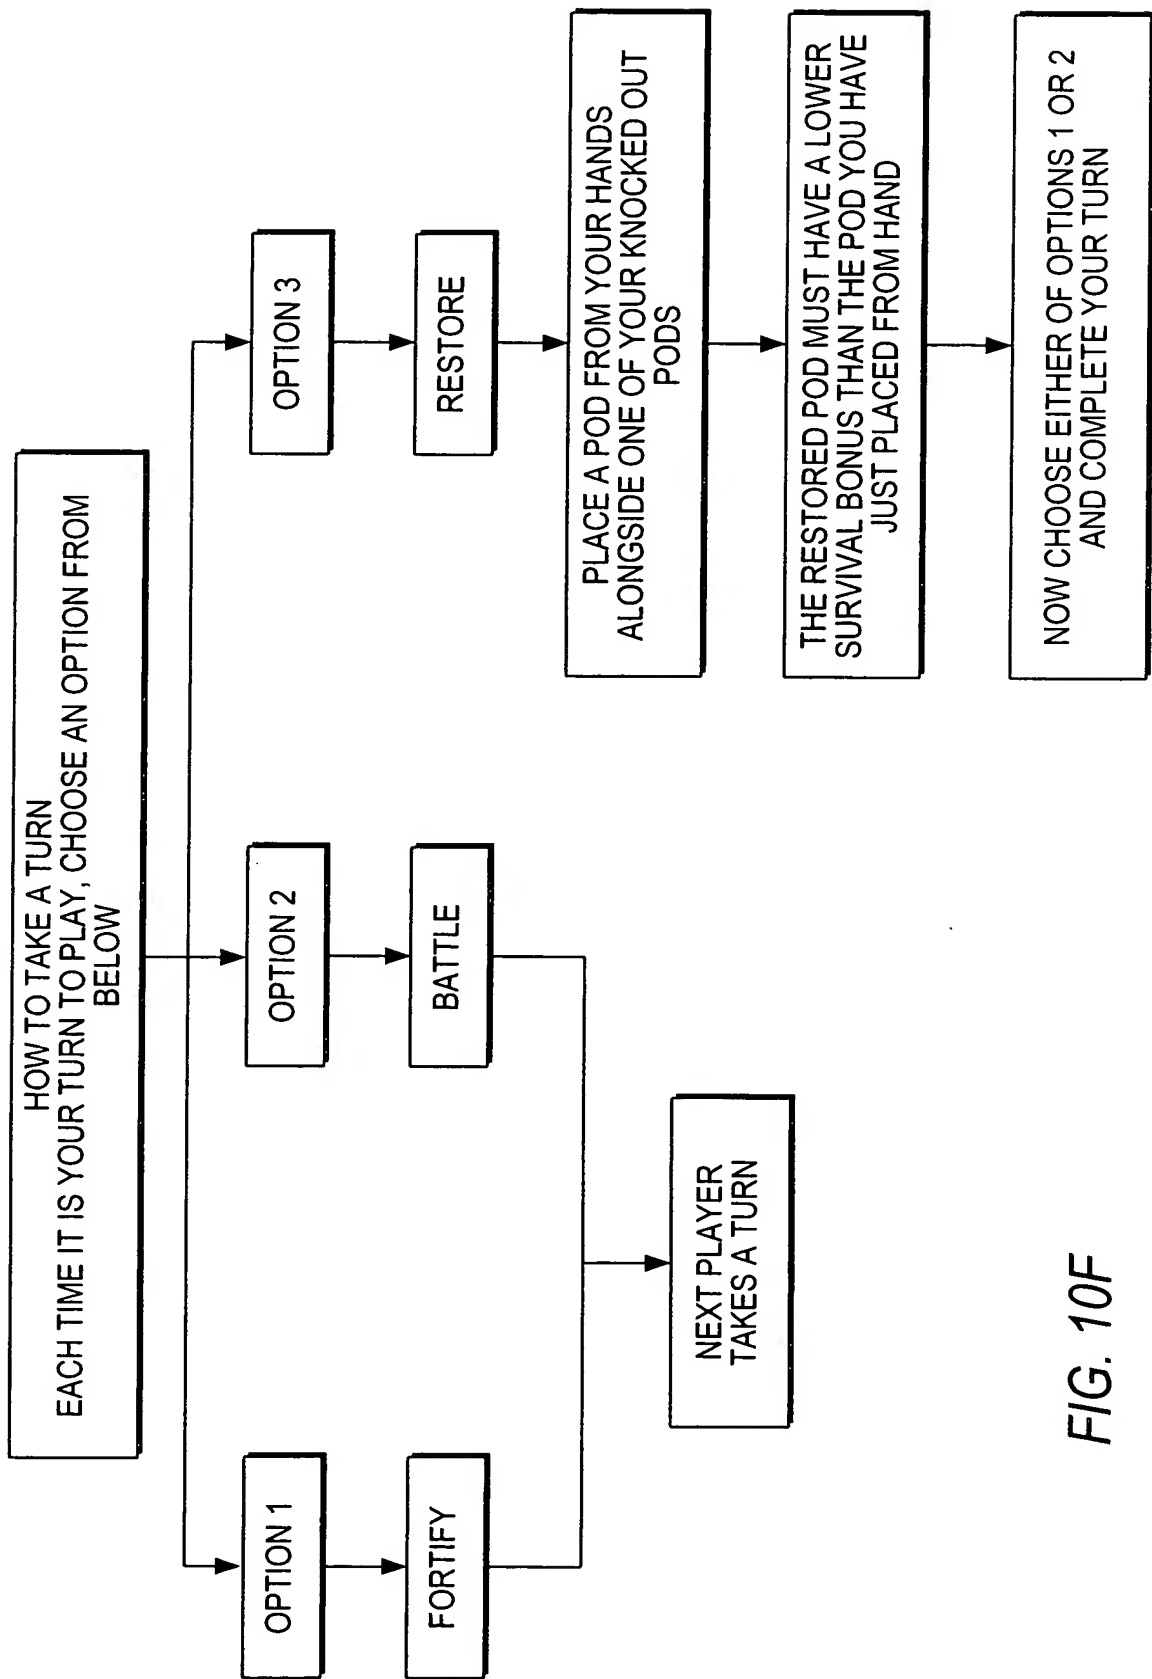 HOW TO TAKE A TURN
EACH TIME IT IS YOUR TURN TO PLAY, CHOOSE AN OPTION FROM
BELOW
OPTION 1
FORTIFY
OPTION 2
BATTLE
NEXT PLAYER
TAKES A TURN
OPTION 3
RESTORE
PLACE A POD FROM YOUR HANDS
ALONGSIDE ONE OF YOUR KNOCKED OUT
PODS
THE RESTORED POD MUST HAVE A LOWER
SURVIVAL BONUS THAN THE POD YOU HAVE
JUST PLACED FROM HAND
NOW CHOOSE EITHER OF OPTIONS 1 OR 2
AND COMPLETE YOUR TURN
FIG. 10F